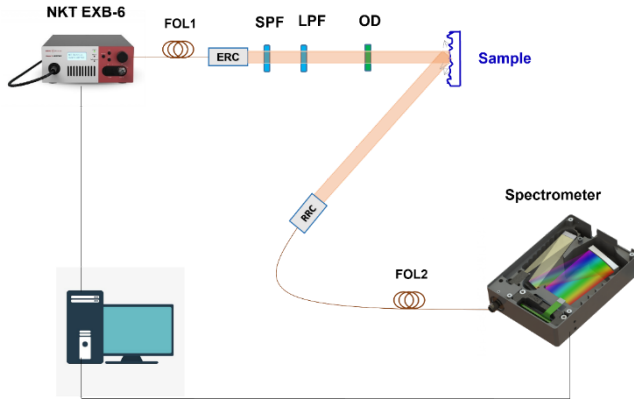 NKT EXB-6
FOL1
SPF
LPF
OD
ERC
Sample
RRC
Spectrometer
FOL2